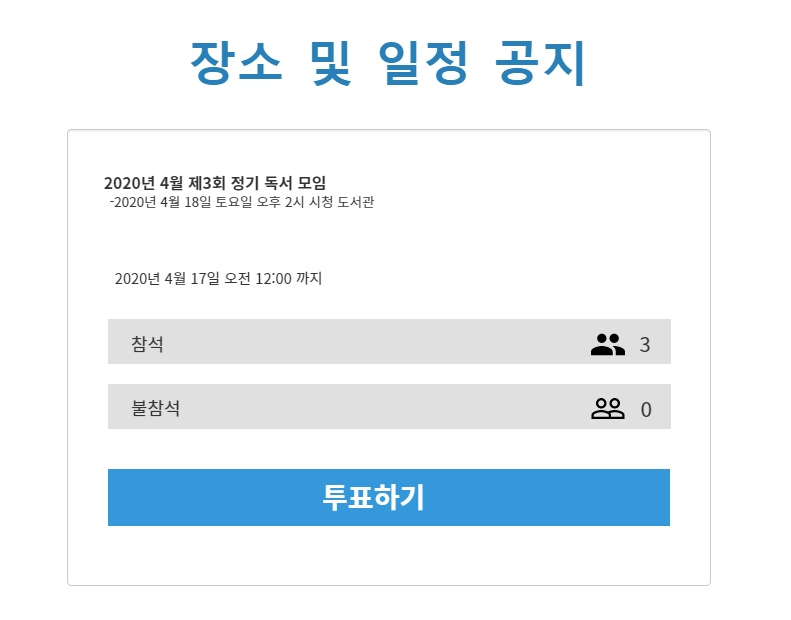 장소 및 일정 공지
2020년 4월 제3회 정기 독서 모임
-2020년 4월 18일 토요일 오후 2시 시청 도서관
2020년 4월 17일 오전 12:00 까지
참석 3
불참석 0
투표하기